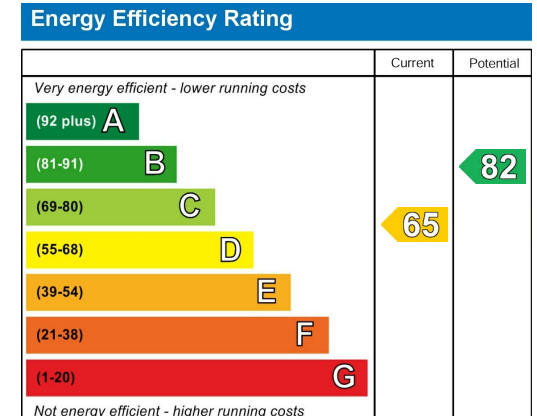 Energy Efficiency Rating
Current Potential
Very energy efficient - lower running costs
(92 plus) A
(81-91) B
82
(69-80) C
65
(55-68) D
(39-54) E
(21-38) F
(1-20) G
Not energy efficient - higher running costs